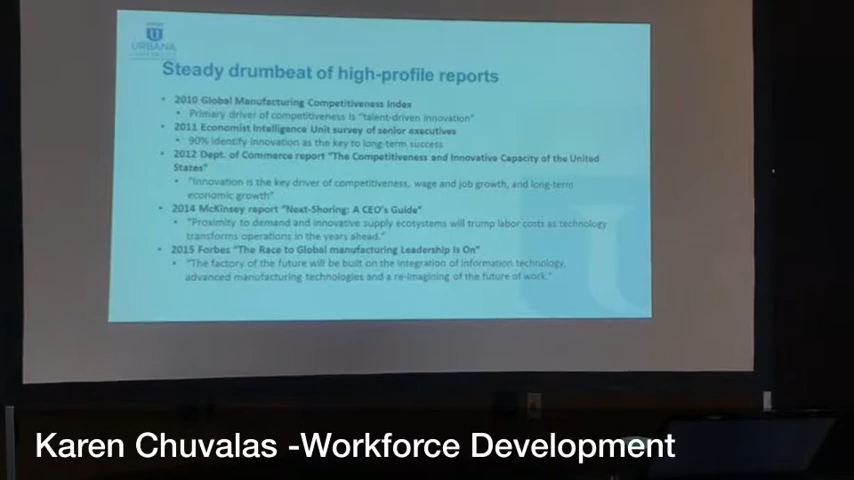 URBANA
Steady drumbeat of high-profile reports
• 2010 Global Manufacturing Competitiveness Index
• Primary driver of competitiveness is "talent-driven innovation"
• 2011 Economist Intelligence Unit survey of senior executives
• 90% identify innovation as the key to long-term success
• 2012 Dept. of Commerce report "The Competitiveness and Innovative Capacity of the United
States"
• "Innovation is the key driver of competitiveness, wage and job growth, and long-term
economic growth"
• 2014 McKinsey report "Next-Shoring: A CEO's Guide"
• "Proximity to demand and innovative supply ecosystems will trump labor costs as technology
transforms operations in the years ahead."
• 2015 Forbes "The Race to Global manufacturing Leadership Is On"
• "The factory of the future will be built on the integration of information technology,
advanced manufacturing technologies and a re-imagining of the future of work."
Karen Chuvalas -Workforce Development